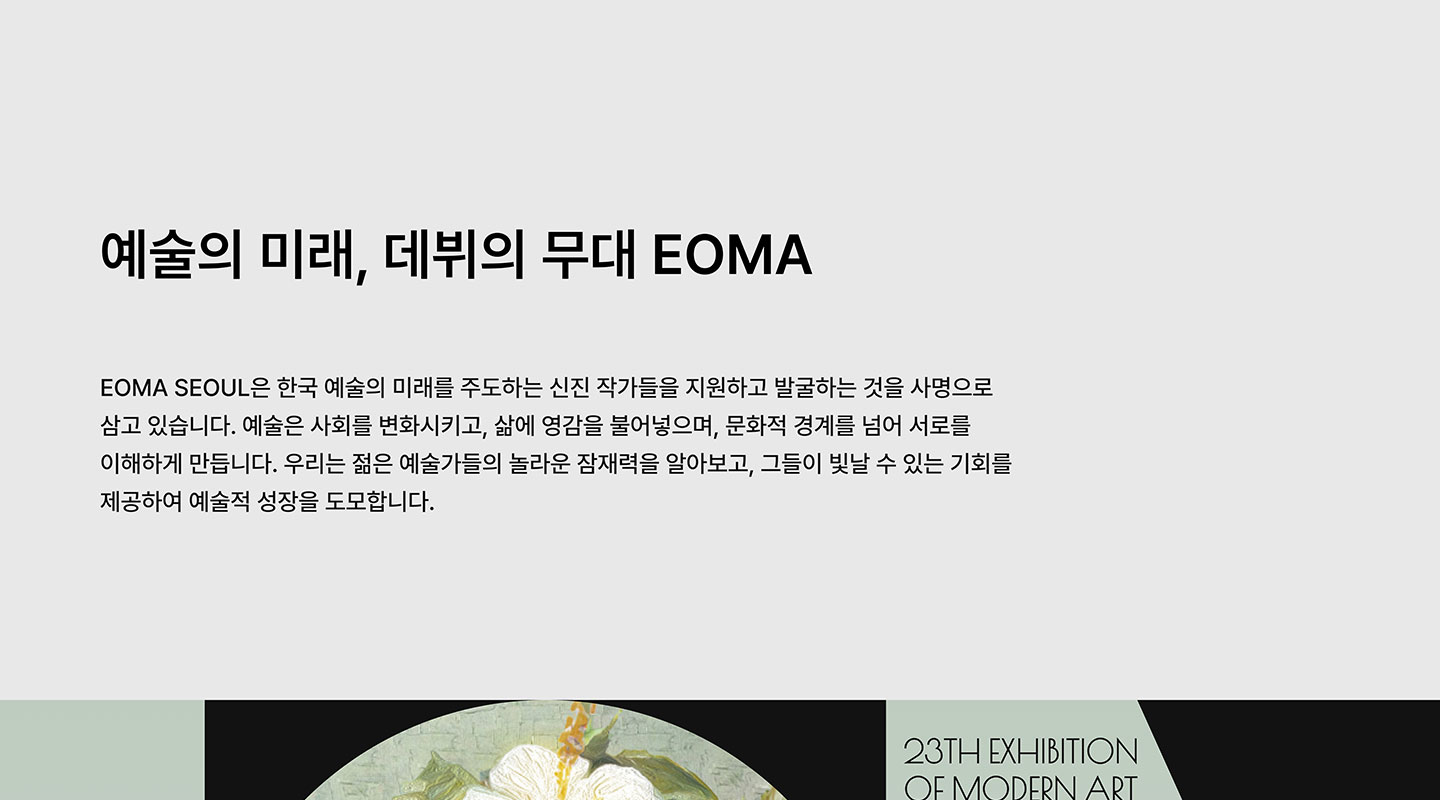 예술의 미래, 데뷔의 무대 EOMA
EOMA SEOUL은 한국 예술의 미래를 주도하는 신진 작가들을 지원하고 발굴하는 것을 사명으로
삼고 있습니다. 예술은 사회를 변화시키고, 삶에 영감을 불어넣으며, 문화적 경계를 넘어 서로를
이해하게 만듭니다. 우리는 젊은 예술가들의 놀라운 잠재력을 알아보고, 그들이 빛날 수 있는 기회를
제공하여 예술적 성장을 도모합니다.
23TH EXHIBITION
OF MODERN ART